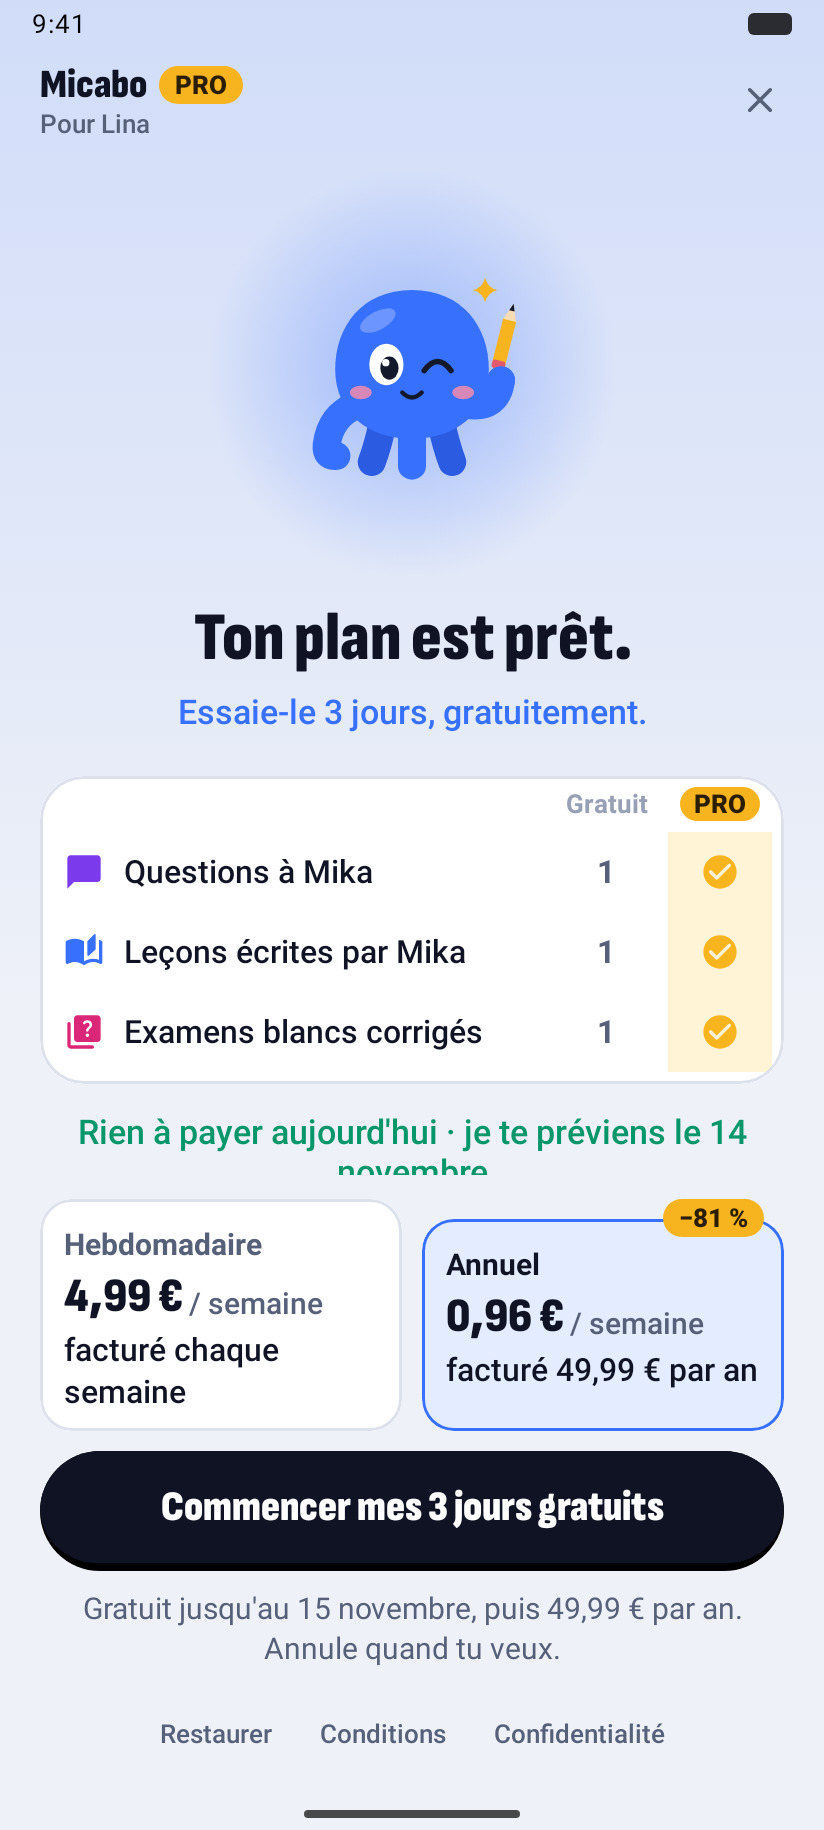 9:41
Micabo PRO
Pour Lina
Ton plan est prêt.
Essaie-le 3 jours, gratuitement.
Gratuit PRO
Questions à Mika 1
Leçons écrites par Mika 1
? Examens blancs corrigés 1
Rien à payer aujourd'hui · je te préviens le 14
novembre
Hebdomadaire
4,99 € / semaine
facturé chaque
semaine
−81 %
Annuel
0,96 € / semaine
facturé 49,99 € par an
Commencer mes 3 jours gratuits
Gratuit jusqu'au 15 novembre, puis 49,99 € par an.
Annule quand tu veux.
Restaurer Conditions Confidentialité